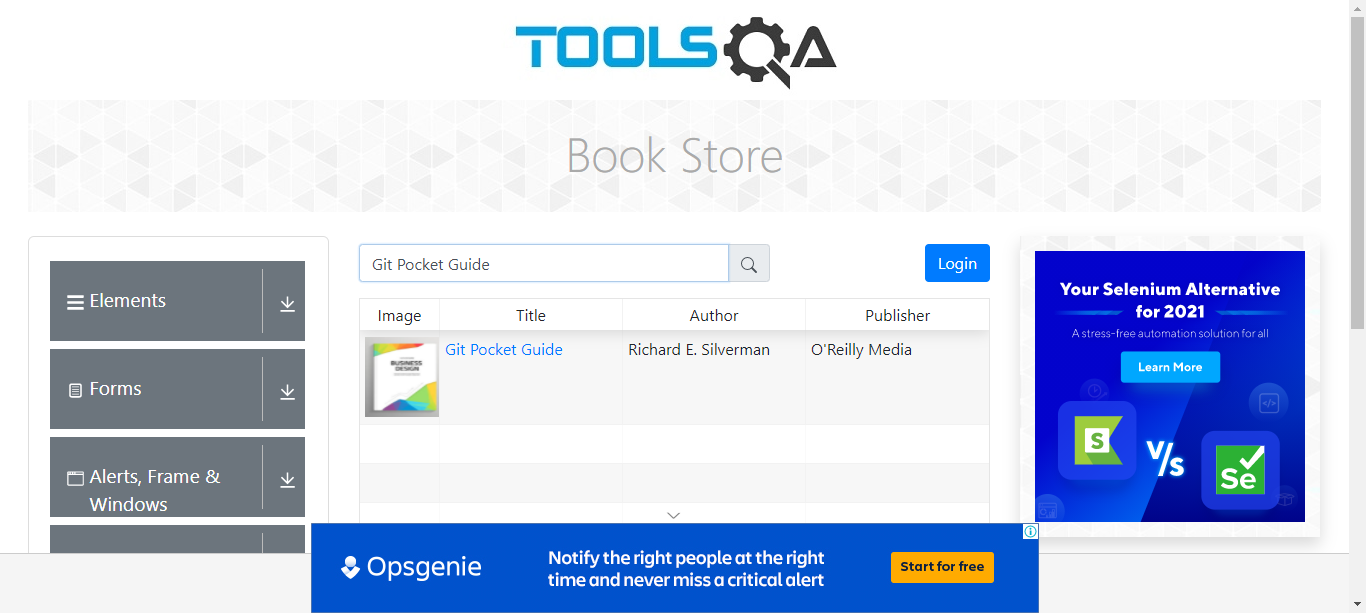 TOOLSQA
Book Store
Elements
Forms
Alerts, Frame &
Windows
Git Pocket Guide
Login
Image Title Author Publisher
BUSINESS
DESIGN
Git Pocket Guide Richard E. Silverman O'Reilly Media
Your Selenium Alternative
for 2021
A stress-free automation solution for all
Learn More
S
V/s
Se
Opsgenie
Notify the right people at the right
time and never miss a critical alert
Start for free